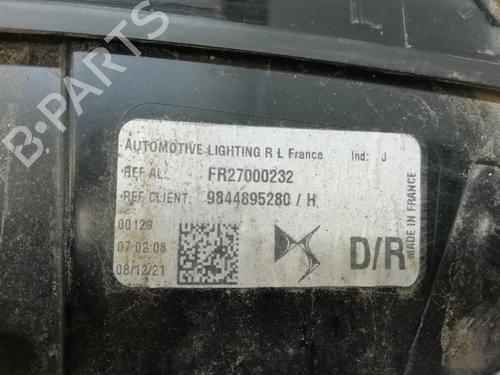 B-PARTS
AUTOMOTIVE LIGHTING R L France Ind: J
REF AL: FR27000232
REF CLIENT: 9844895280 / H
00129
07:02:08
08/12/21
D/R
MADE IN FRANCE